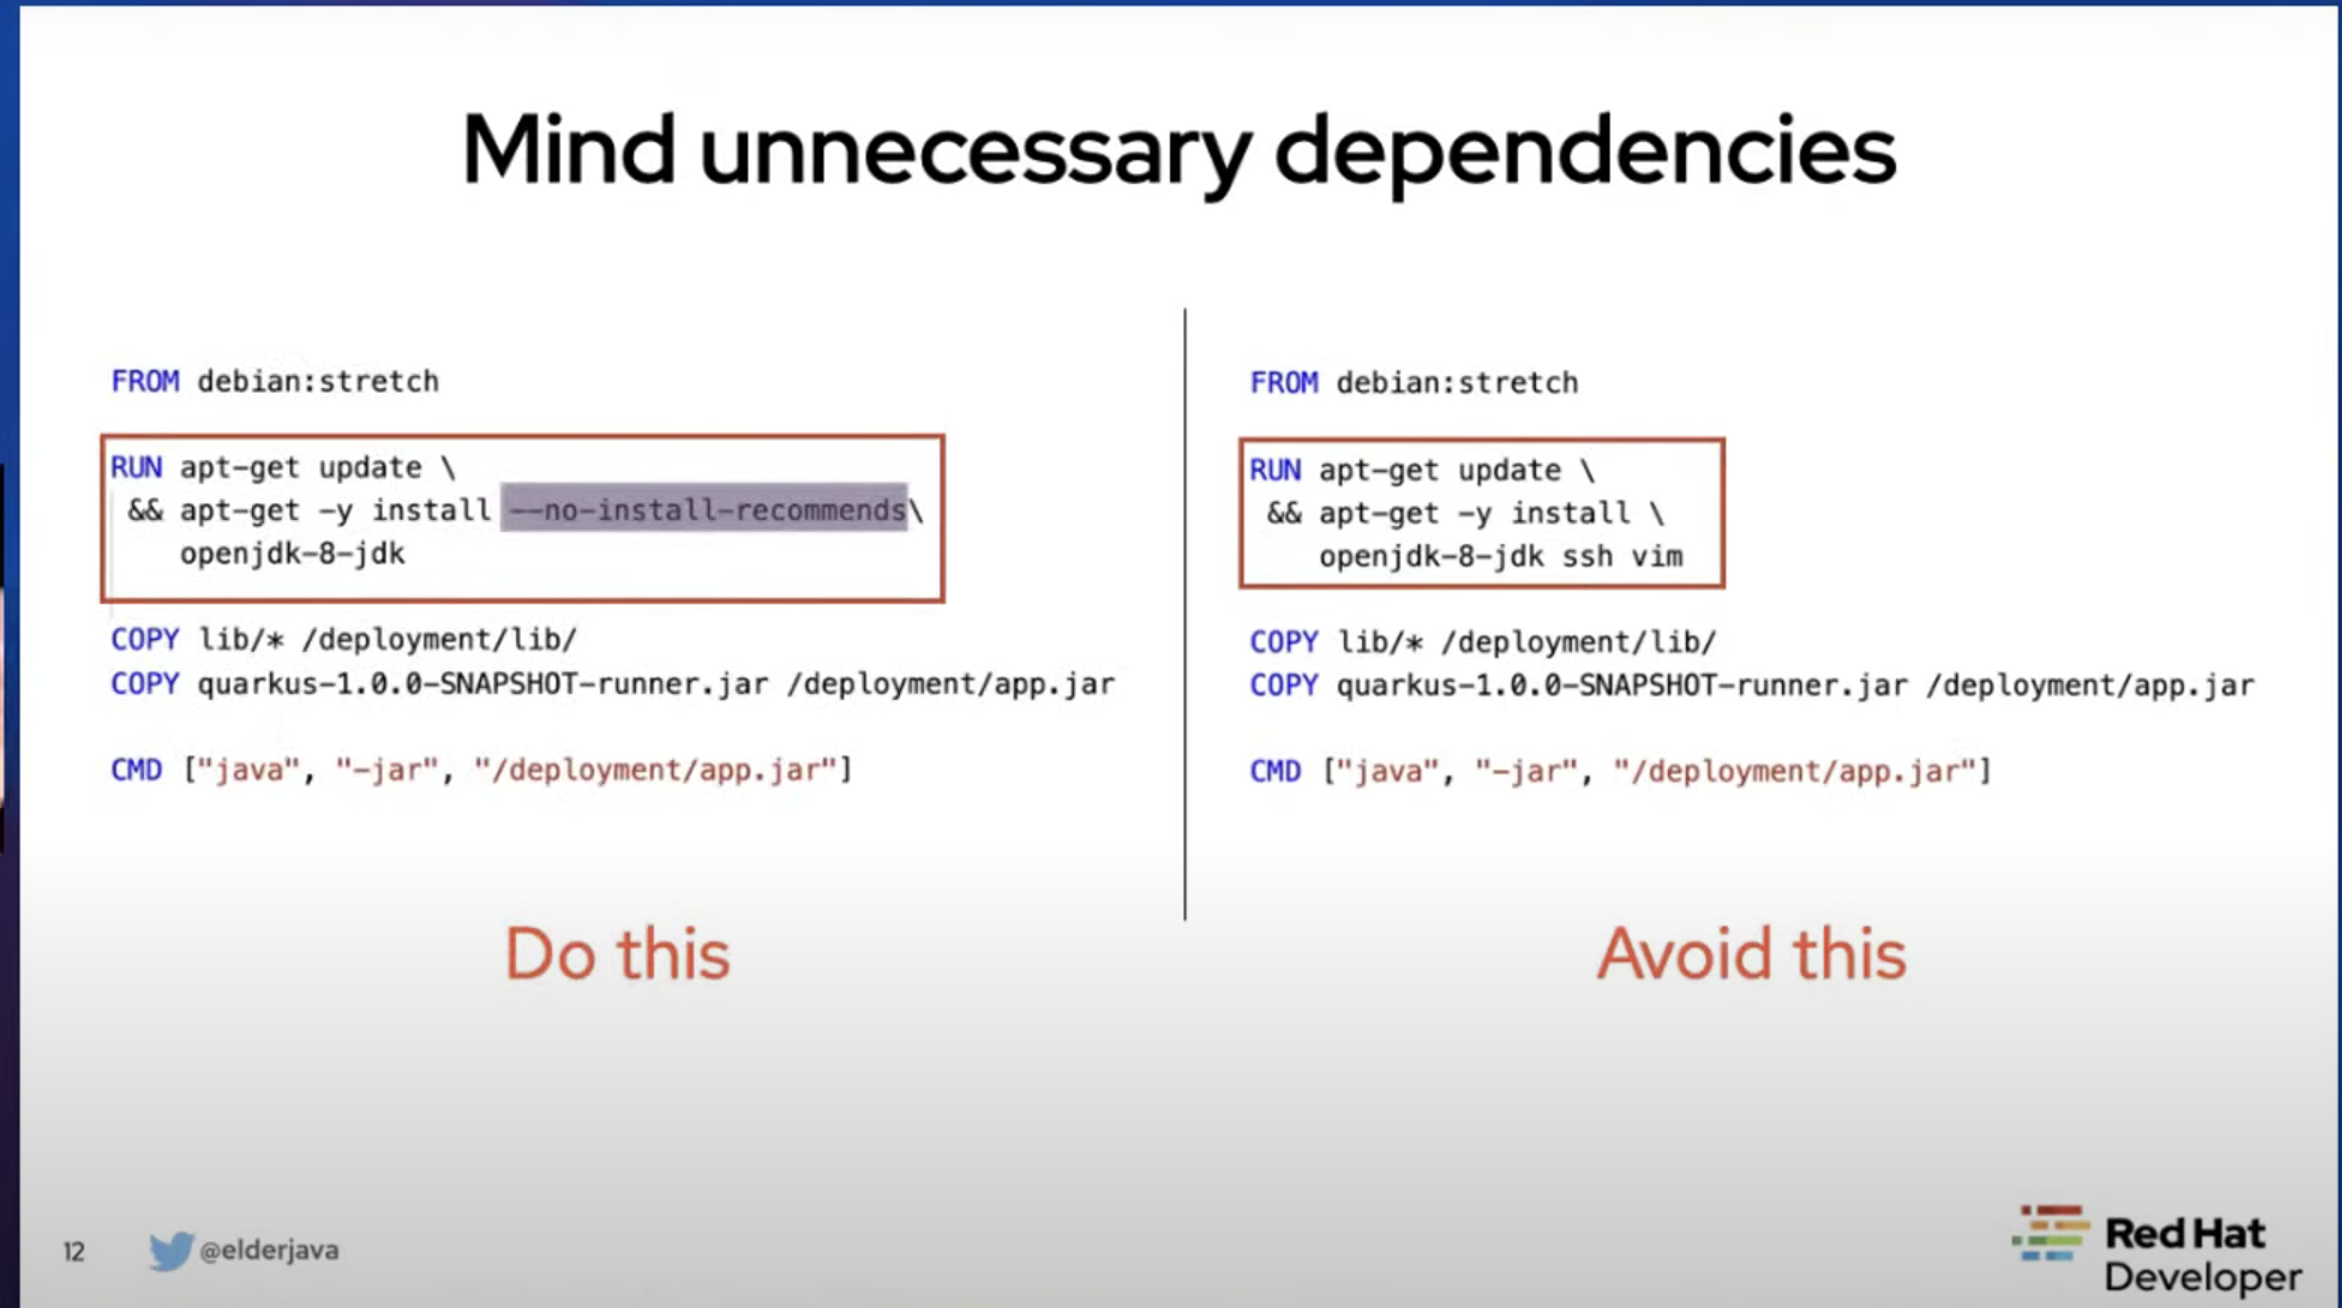 Mind unnecessary dependencies
FROM debian:stretch
RUN apt-get update \
&& apt-get -y install --no-install-recommends\
openjdk-8-jdk
COPY lib/* /deployment/lib/
COPY quarkus-1.0.0-SNAPSHOT-runner.jar /deployment/app.jar
CMD ["java", "-jar", "/deployment/app.jar"]
Do this
FROM debian:stretch
RUN apt-get update \
&& apt-get -y install \
openjdk-8-jdk ssh vim
COPY lib/* /deployment/lib/
COPY quarkus-1.0.0-SNAPSHOT-runner.jar /deployment/app.jar
CMD ["java", "-jar", "/deployment/app.jar"]
Avoid this
12
@elderjava
Red Hat
Developer